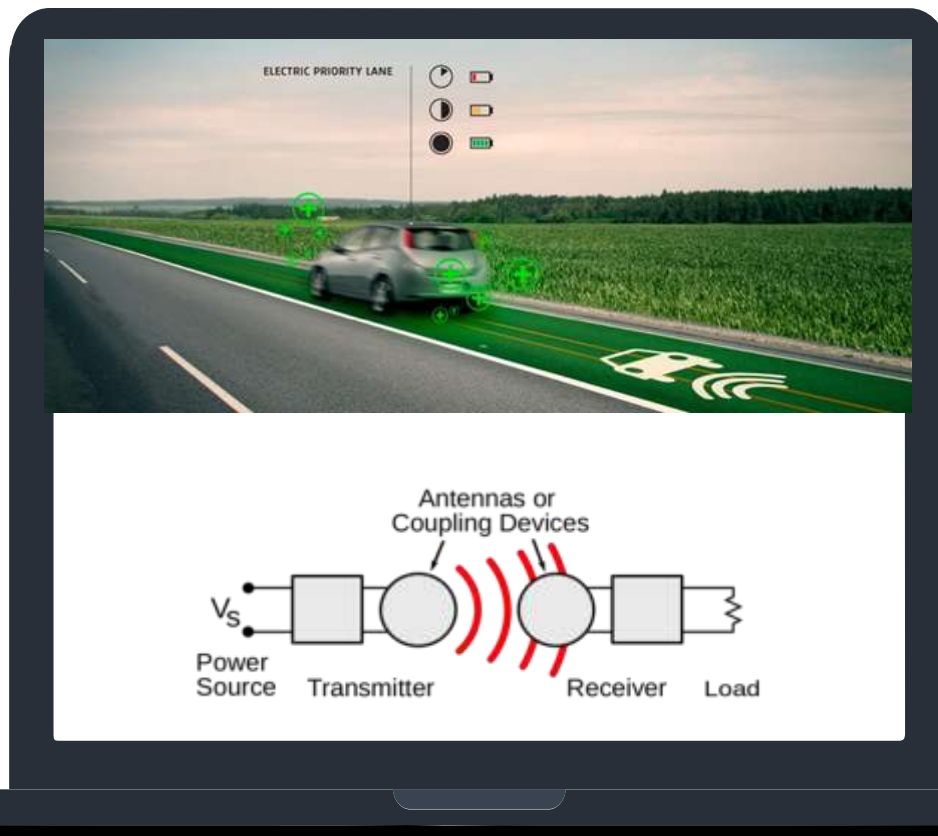 ELECTRIC PRIORITY LANE
Antennas or
Coupling Devices
Vs
Power
Source
Transmitter
Receiver
Load